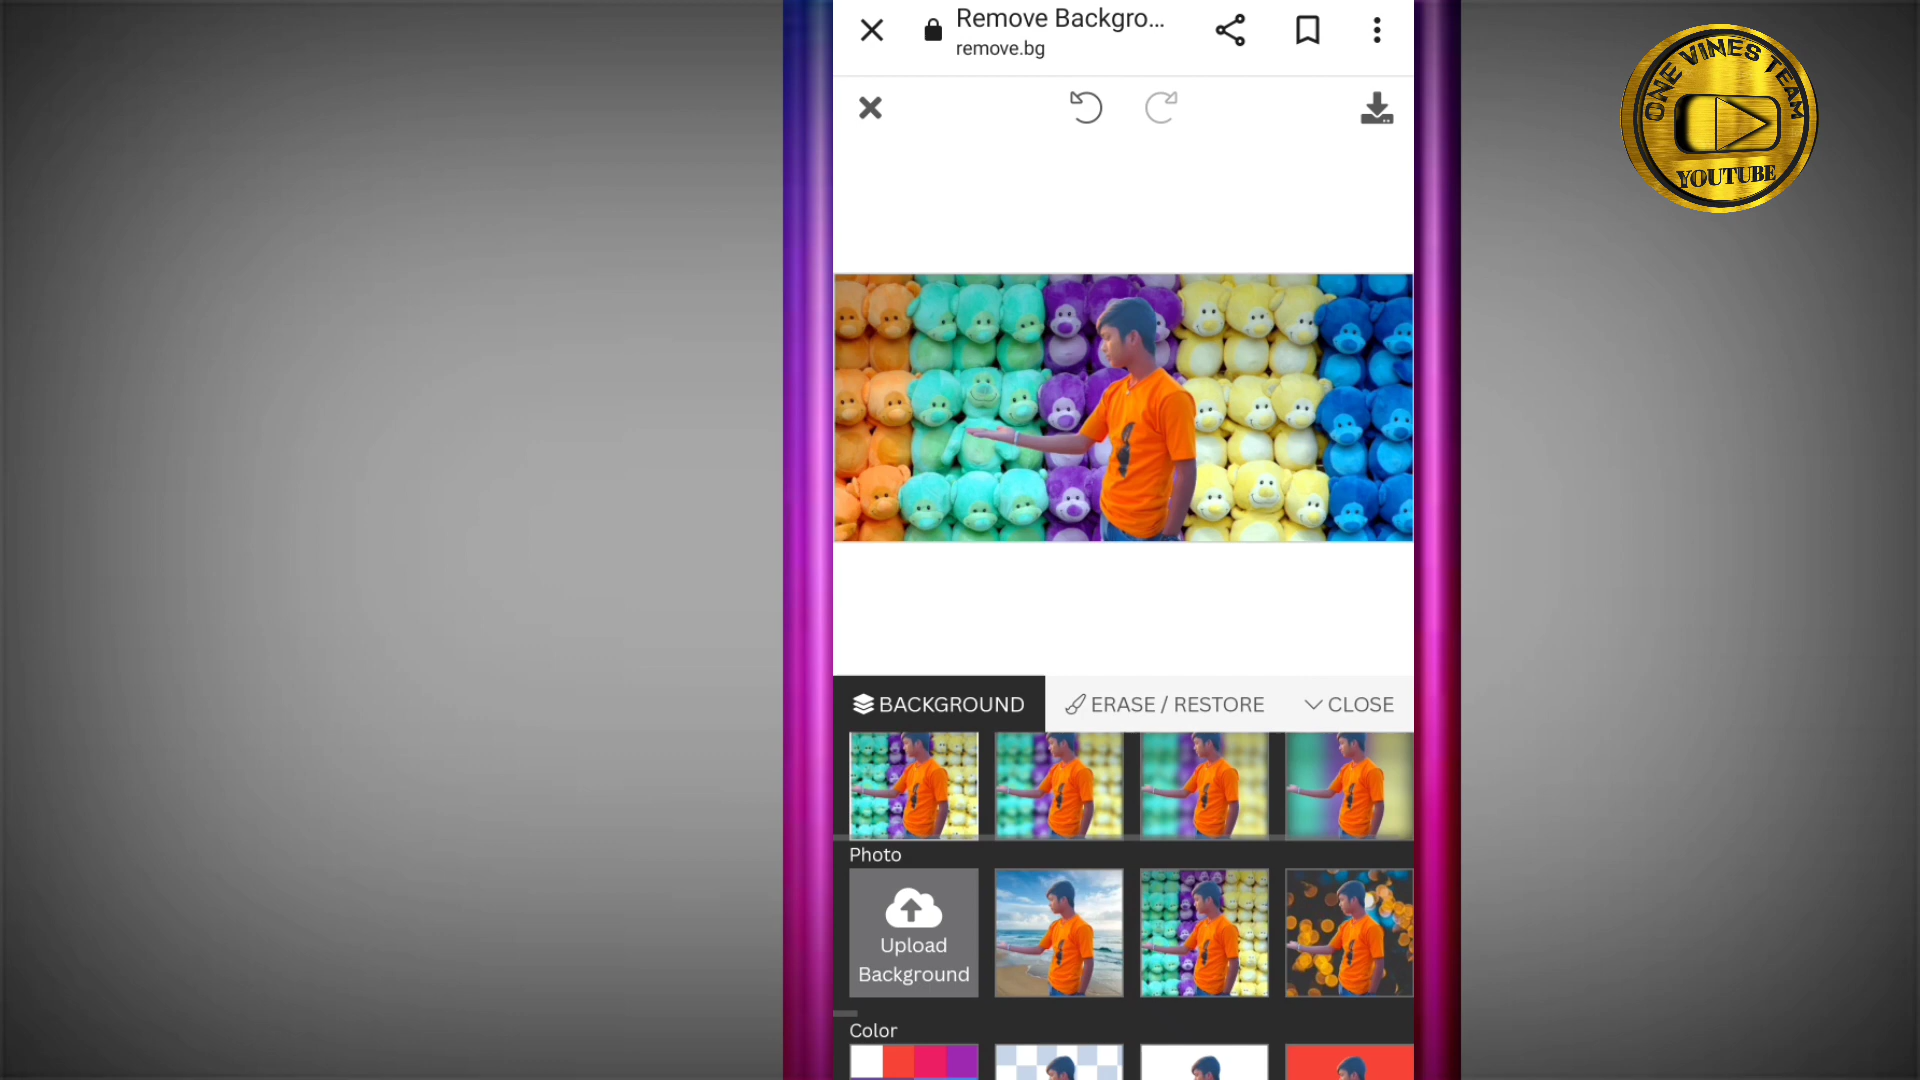 Remove Backgro...
remove.bg
ONE VINES TEAM
YOUTUBE
BACKGROUND
ERASE / RESTORE
CLOSE
Photo
Upload
Background
Color